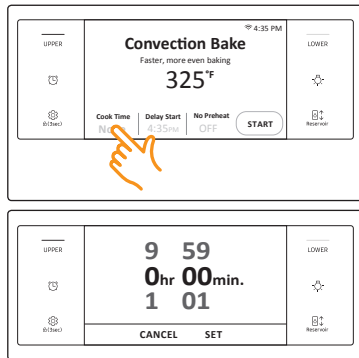 4:35 PM
UPPER
Convection Bake
LOWER
Faster, more even baking
325°F
Cook Time Delay Start No Preheat
4:35PM OFF START
(3sec)
Reservoir
UPPER
9 59
LOWER
0hr 00min.
1 01
(3sec)
Reservoir
CANCEL SET